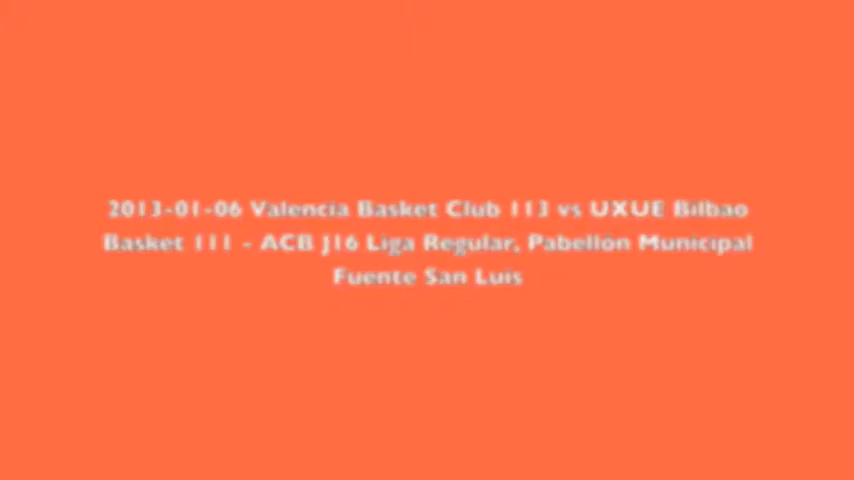 2013-01-06 Valencia Basket Club 113 vs UXUE Bilbao
Basket 111 - ACB J16 Liga Regular, Pabellón Municipal
Fuente San Luis